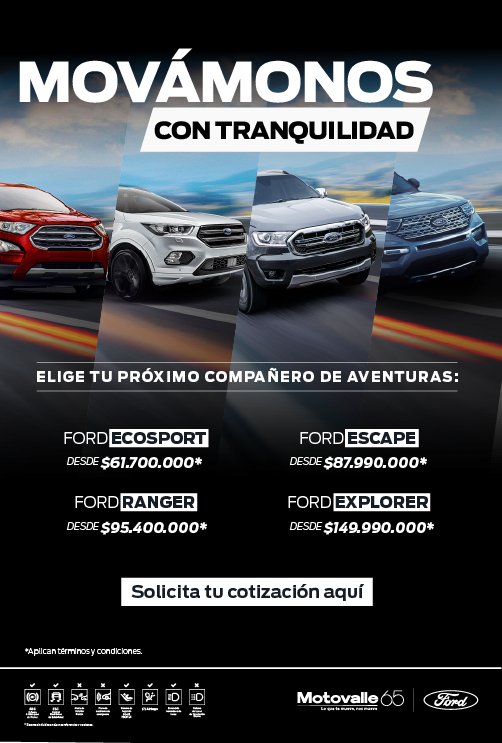 MOVÁMONOS
CON TRANQUILIDAD
ELIGE TU PRÓXIMO COMPAÑERO DE AVENTURAS:
FORD ECOSPORT
DESDE $61.700.000*
FORD ESCAPE
DESDE $87.990.000*
FORD RANGER
DESDE $95.400.000*
FORD EXPLORER
DESDE $149.990.000*
Solicita tu cotización aquí
*Aplican términos y condiciones.
Motovalle 65
Lo que te mueve, nos mueve
Ford